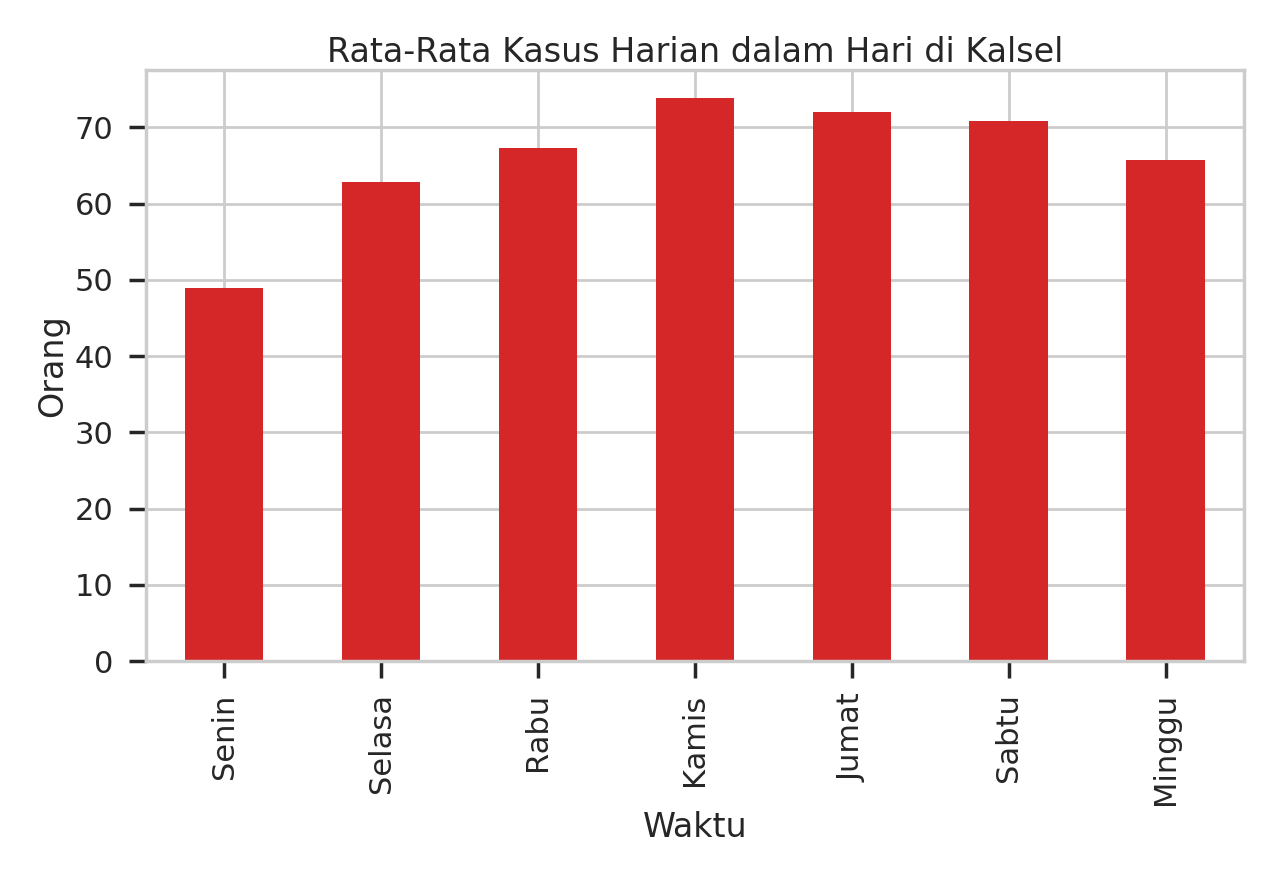 Rata-Rata Kasus Harian dalam Hari di Kalsel
Orang
70
60
50
40
30
20
10
0
Senin
Selasa
Rabu
Kamis
Jumat
Sabtu
Minggu
Waktu